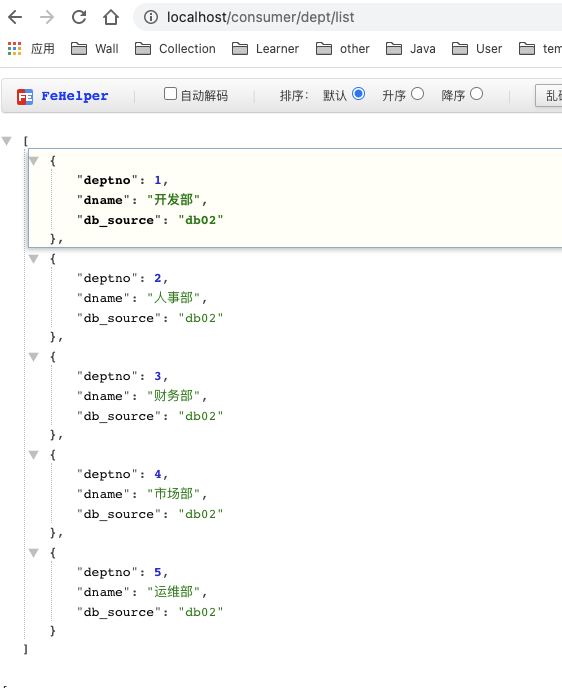 localhost/consumer/dept/list
应用 Wall Collection Learner other Java User tem
FeHelper 自动解码 排序: 默认 升序 降序
[
{
"deptno": 1,
"dname": "开发部",
"db_source": "db02"
},
{
"deptno": 2,
"dname": "人事部",
"db_source": "db02"
},
{
"deptno": 3,
"dname": "财务部",
"db_source": "db02"
},
{
"deptno": 4,
"dname": "市场部",
"db_source": "db02"
},
{
"deptno": 5,
"dname": "运维部",
"db_source": "db02"
}
]